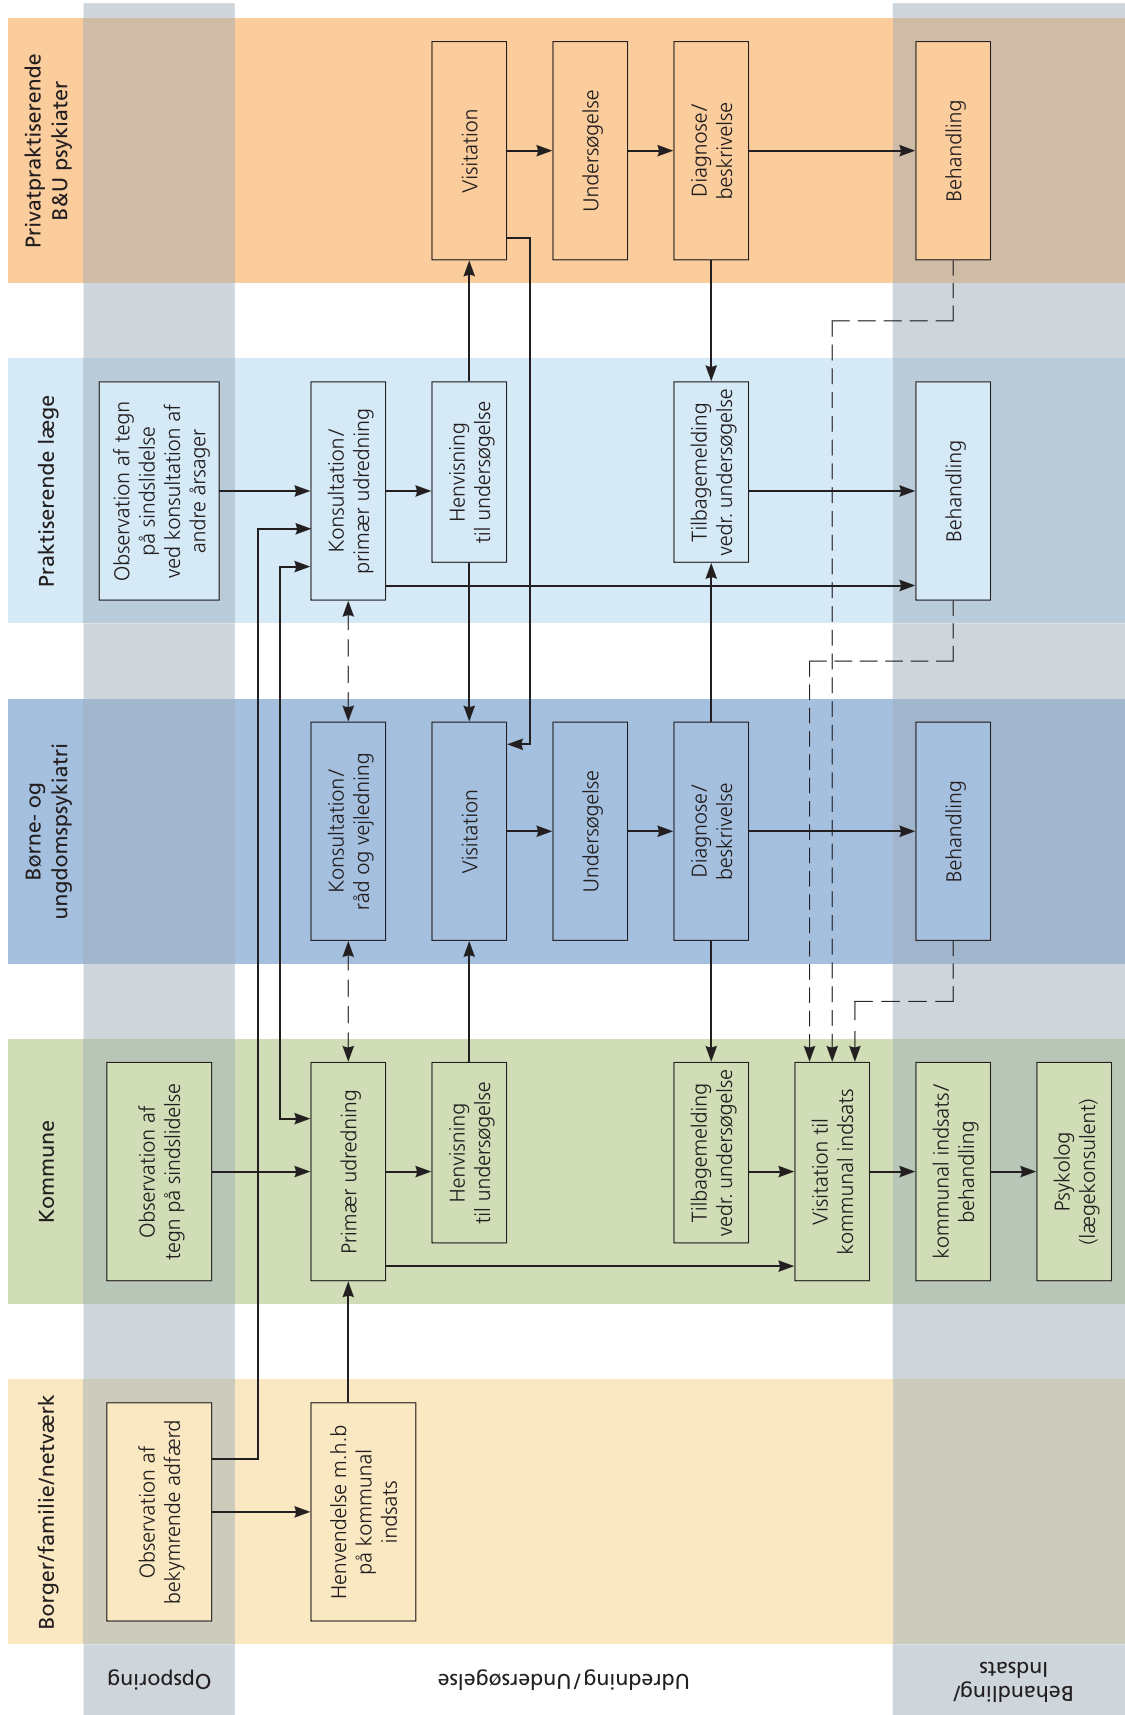 Borger/familie/netværk
Kommune
Børne- og
ungdomspsykiatri
Praktiserende læge
Privatpraktiserende
B&U psykiater
Opsporing
Observation af
bekymrende adfærd
Observation af
tegn på sindslidelse
Observation af tegn
på sindslidelse
ved konsultation af
andre årsager
Udredning/Undersøgelse
Henvendelse m.h.b
på kommunal
indsats
Primær udredning
Konsultation/
råd og vejledning
Konsultation/
primær udredning
Henvisning
til undersøgelse
Visitation
Henvisning
til undersøgelse
Visitation
Undersøgelse
Undersøgelse
Tilbagemelding
vedr. undersøgelse
Diagnose/
beskrivelse
Tilbagemelding
vedr. undersøgelse
Diagnose/
beskrivelse
Visitation til
kommunal indsats
Behandling/
Indsats
kommunal indsats/
behandling
Behandling
Behandling
Behandling
Psykolog
(lægekonsulent)